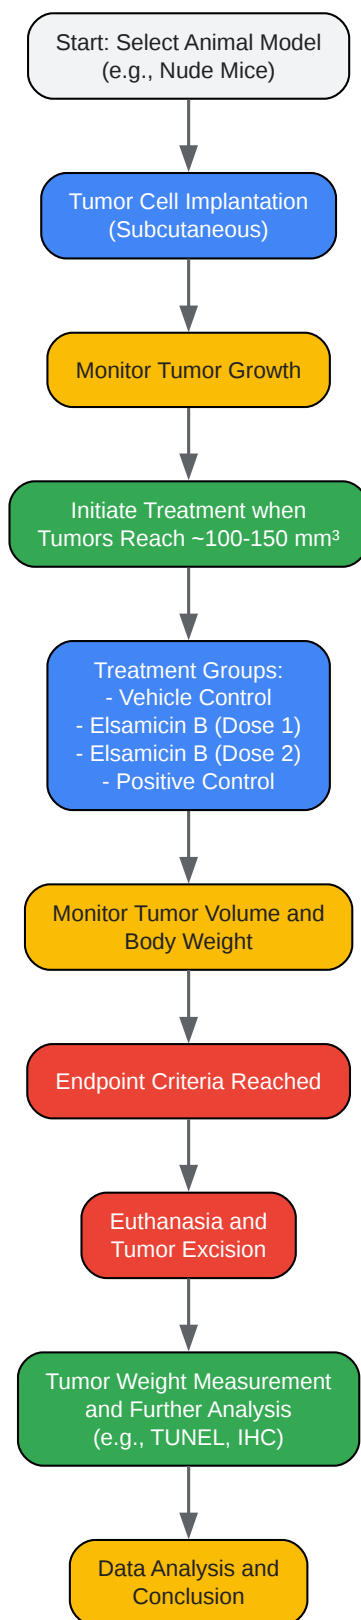 Start: Select Animal Model
(e.g., Nude Mice)
Tumor Cell Implantation
(Subcutaneous)
Monitor Tumor Growth
Initiate Treatment when
Tumors Reach ~100-150 mm³
Treatment Groups:
- Vehicle Control
- Elsamicin B (Dose 1)
- Elsamicin B (Dose 2)
- Positive Control
Monitor Tumor Volume and
Body Weight
Endpoint Criteria Reached
Euthanasia and
Tumor Excision
Tumor Weight Measurement
and Further Analysis
(e.g., TUNEL, IHC)
Data Analysis and
Conclusion